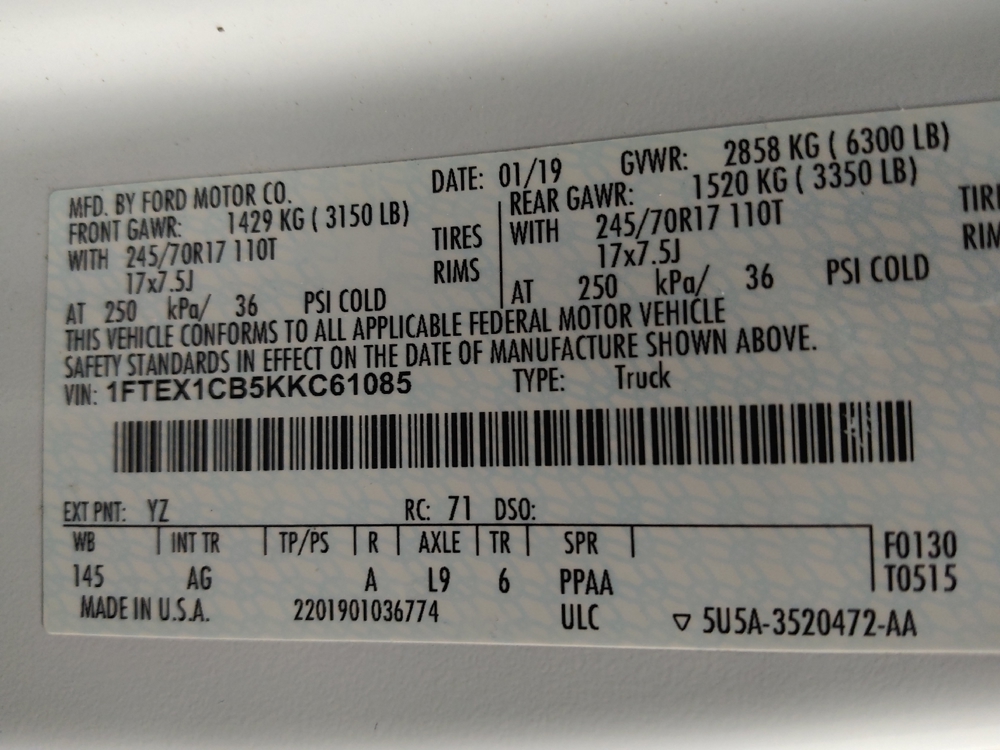 MFD. BY FORD MOTOR CO. DATE: 01/19 GVWR: 2858 KG ( 6300 LB)
FRONT GAWR: 1429 KG ( 3150 LB) REAR GAWR: 1520 KG ( 3350 LB)
WITH 245/70R17 110T TIRES WITH 245/70R17 110T
17x7.5J RIMS 17x7.5J
AT 250 kPa/ 36 PSI COLD AT 250 kPa/ 36 PSI COLD
THIS VEHICLE CONFORMS TO ALL APPLICABLE FEDERAL MOTOR VEHICLE
SAFETY STANDARDS IN EFFECT ON THE DATE OF MANUFACTURE SHOWN ABOVE.
VIN: 1FTEX1CB5KKC61085 TYPE: Truck
EXT PNT: YZ RC: 71 DSO:
WB INT TR TP/PS R AXLE TR SPR F0130
145 AG A L9 6 PPAA T0515
MADE IN U.S.A. 2201901036774 ULC ▽ 5U5A-3520472-AA